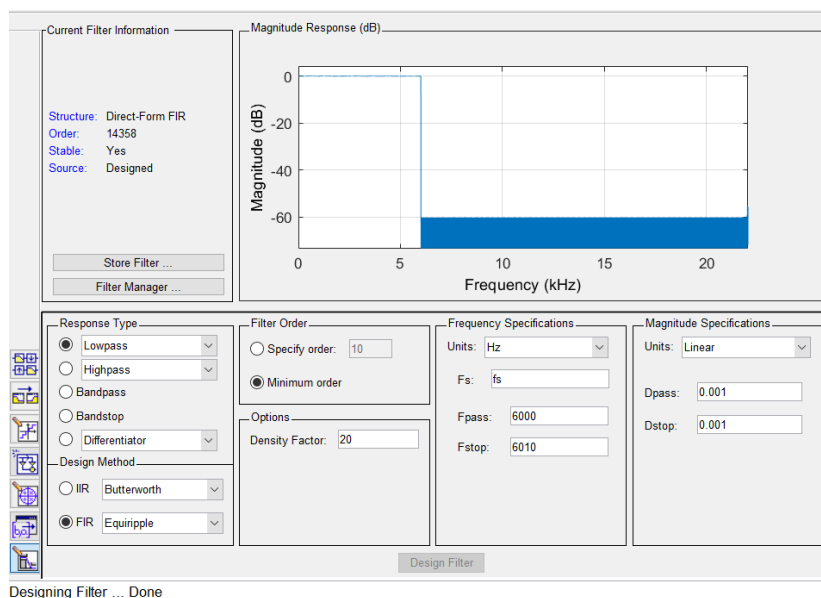 Current Filter Information
Structure: Direct-Form FIR
Order: 14358
Stable: Yes
Source: Designed
Store Filter ...
Filter Manager ...
Magnitude Response (dB)
0
-20
-40
-60
Magnitude (dB)
0 5 10 15 20
Frequency (kHz)
Response Type
Lowpass
Highpass
Bandpass
Bandstop
Differentiator
Design Method
IIR Butterworth
FIR Equiripple
Filter Order
Specify order: 10
Minimum order
Options
Density Factor: 20
Frequency Specifications
Units: Hz
Fs: fs
Fpass: 6000
Fstop: 6010
Magnitude Specifications
Units: Linear
Dpass: 0.001
Dstop: 0.001
Design Filter
Designing Filter ... Done